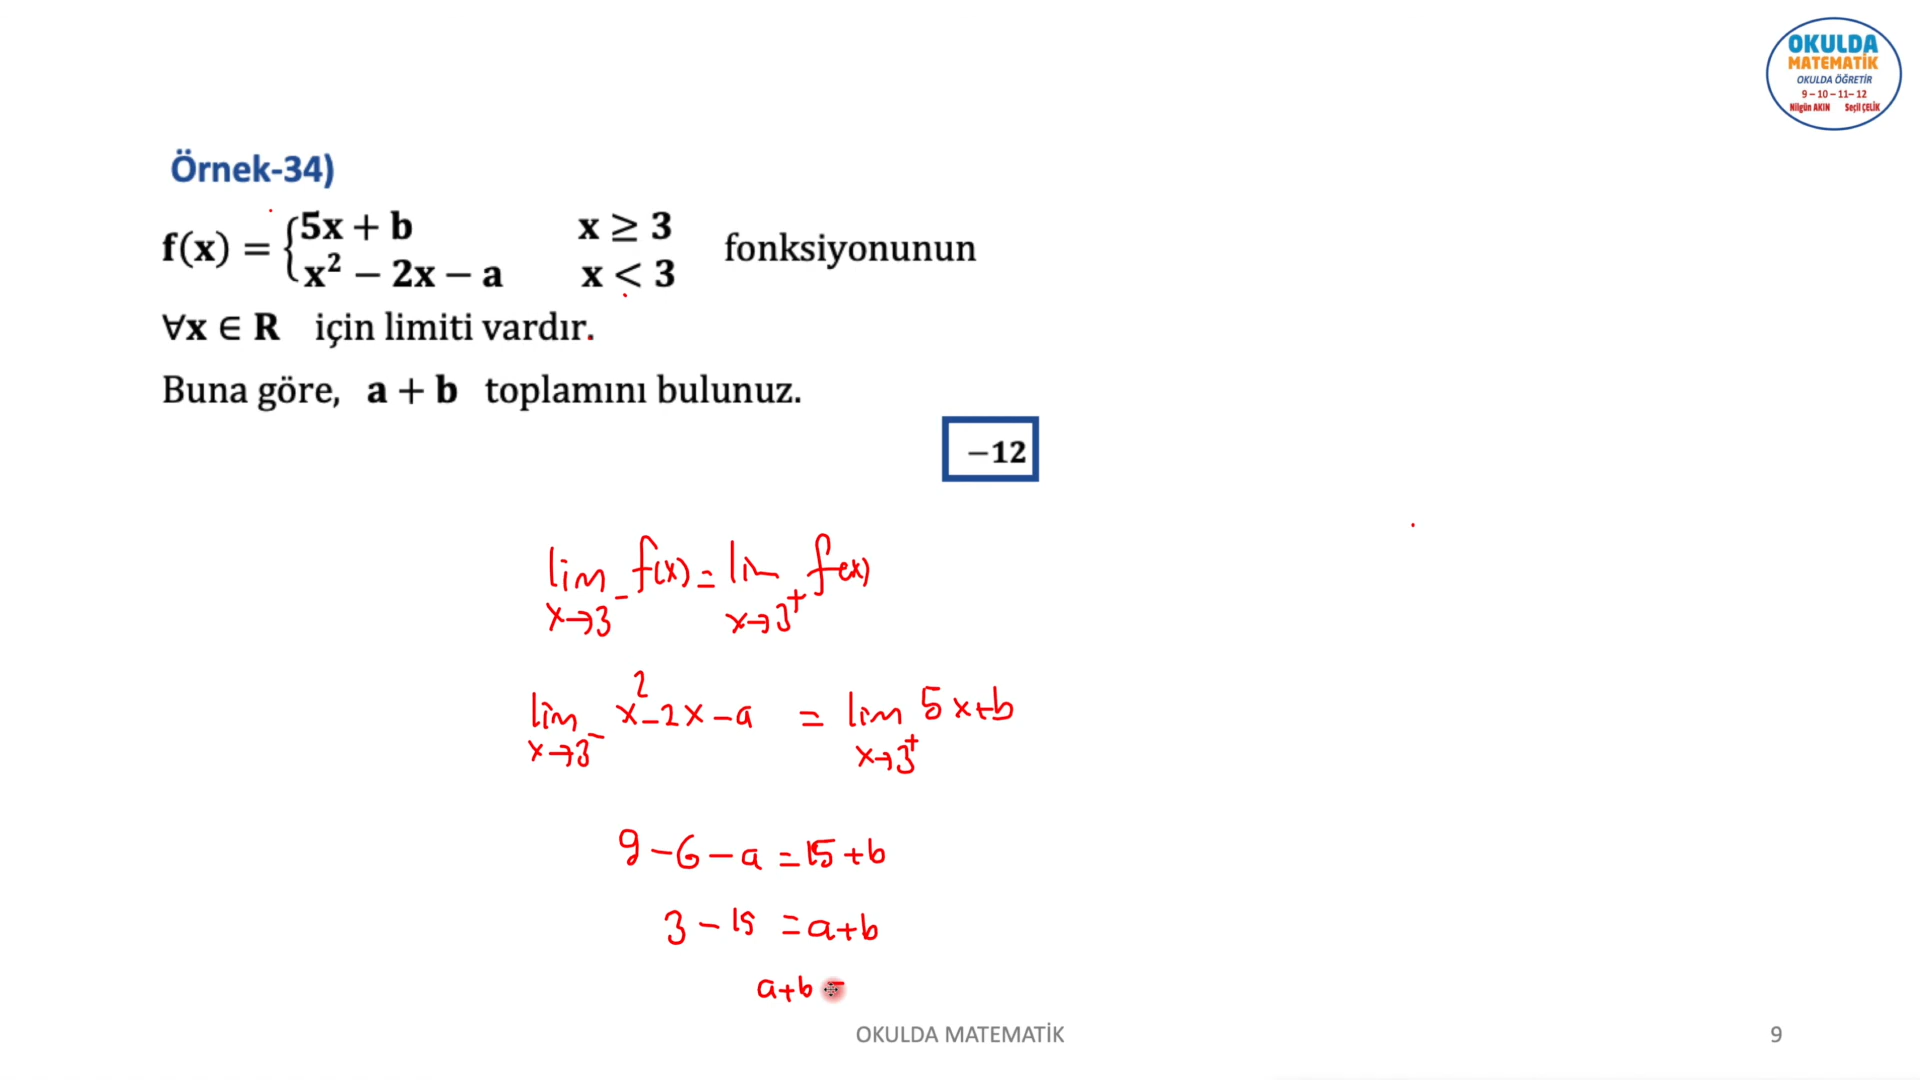 OKULDA
MATEMATİK
OKULDA ÖĞRETİR
9 – 10 – 11– 12
Nilgün AKIN Seçil ÇELİK
Örnek-34)
f(x) = { 5x + b x ≥ 3
x² − 2x − a x < 3 fonksiyonunun
∀x ∈ R için limiti vardır.
Buna göre, a + b toplamını bulunuz.
−12
lim f(x) = lim f(x)
x→3⁻ x→3⁺
lim x²-2x-a = lim 5x+b
x→3⁻ x→3⁺
9-6-a=15+b
3-15=a+b
a+b =
OKULDA MATEMATİK
9